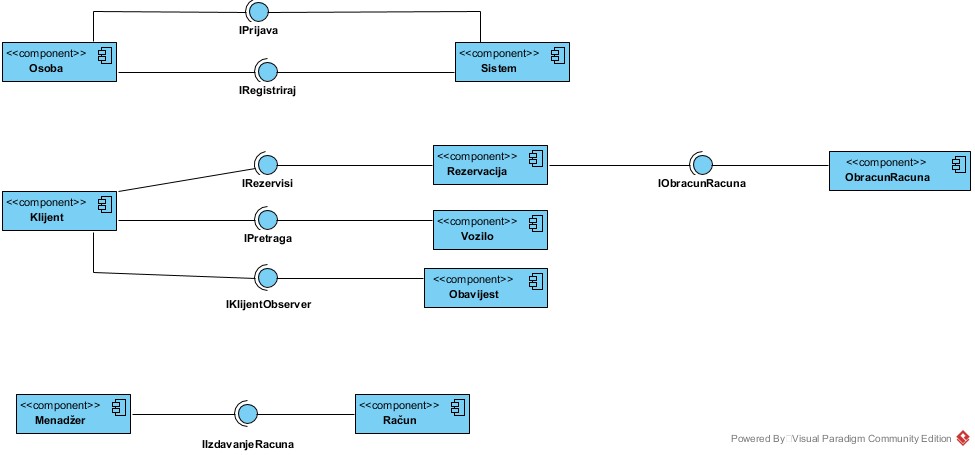 IPrijava
<<component>>
Osoba
<<component>>
Sistem
IRegistriraj
<<component>>
Rezervacija
<<component>>
ObracunRacuna
IRezervisi
IObracunRacuna
<<component>>
Klijent
<<component>>
Vozilo
IPretraga
<<component>>
Obavijest
IKlijentObserver
<<component>>
Menadžer
<<component>>
Račun
IIzdavanjeRacuna
Powered By Visual Paradigm Community Edition